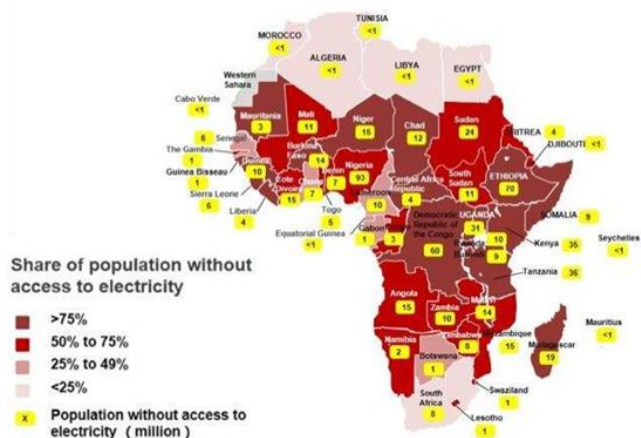 TUNISIA
<1
MOROCCO
<1
ALGERIA
<1
LIBYA
<1
EGYPT
<1
Western
Sahara
Cabo Verde
<1
Mauritania
3
Mali
11
Niger
15
Chad
12
Sudan
24
ERITREA
4
DJIBOUTI
<1
6
Senegal
The Gambia
1
Guinea Bissau
1
Guinea
10
Sierra Leone
6
Liberia
4
Burkina
Faso
14
Cote
Divoire
15
Ghana
7
Benin
7
Togo
5
Nigeria
93
Cameroon
10
Central Africa
Republic
4
South
Sudan
11
ETHIOPIA
70
SOMALIA
9
Equatorial Guinea
<1
Gabon
1
3
Democratic
Republic of
the Congo
60
UGANDA
31
Rwanda
10
Burundi
9
Kenya
35
Seychelles
<1
Tanzania
36
Angola
15
Zambia
10
Malawi
14
Mozambique
15
Zimbabwe
8
Namibia
2
Botswana
1
Madagascar
19
Mauritius
<1
South
Africa
8
Swaziland
1
Lesotho
1
Share of population without
access to electricity
>75%
50% to 75%
25% to 49%
<25%
x
Population without access to
electricity ( million )